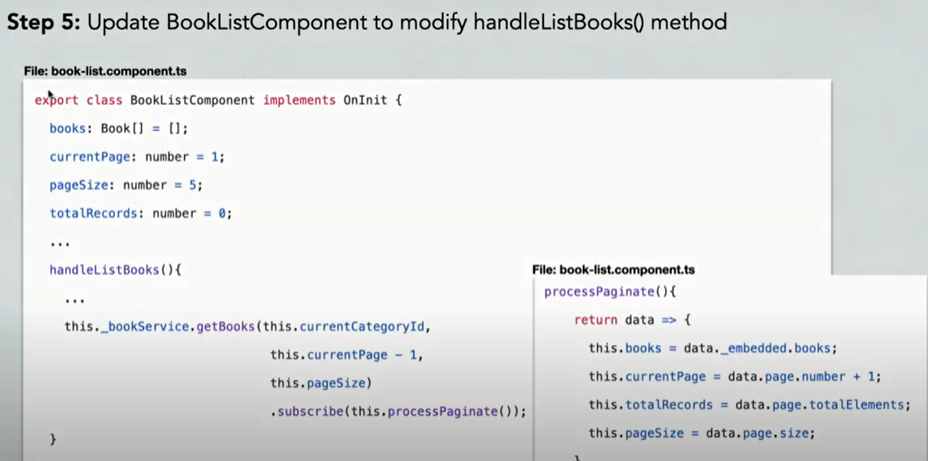 Step 5: Update BookListComponent to modify handleListBooks() method
File: book-list.component.ts
export class BookListComponent implements OnInit {
books: Book[] = [];
currentPage: number = 1;
pageSize: number = 5;
totalRecords: number = 0;
...
handleListBooks(){
...
this._bookService.getBooks(this.currentCategoryId,
this.currentPage - 1,
this.pageSize)
.subscribe(this.processPaginate());
}
File: book-list.component.ts
processPaginate(){
return data => {
this.books = data._embedded.books;
this.currentPage = data.page.number + 1;
this.totalRecords = data.page.totalElements;
this.pageSize = data.page.size;
}